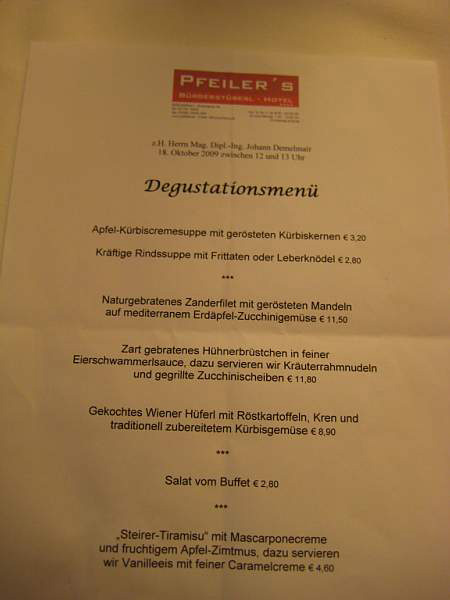 PFEILER´S
BÜRGERSTÜBERL - HOTEL
z.H. Herrn Mag. Dipl.-Ing. Johann Demelmair
18. Oktober 2009 zwischen 12 und 13 Uhr
Degustationsmenü
Apfel-Kürbiscremesuppe mit gerösteten Kürbiskernen € 3,20
Kräftige Rindssuppe mit Frittaten oder Leberknödel € 2,80
***
Naturgebratenes Zanderfilet mit gerösteten Mandeln
auf mediterranem Erdäpfel-Zucchinigemüse € 11,50
Zart gebratenes Hühnerbrüstchen in feiner
Eierschwammerlsauce, dazu servieren wir Kräuterrahmnudeln
und gegrillte Zucchinischeiben € 11,80
Gekochtes Wiener Hüferl mit Röstkartoffeln, Kren und
traditionell zubereitetem Kürbisgemüse € 8,90
***
Salat vom Buffet € 2,80
***
„Steirer-Tiramisu“ mit Mascarponecreme
und fruchtigem Apfel-Zimtmus, dazu servieren
wir Vanilleeis mit feiner Caramelcreme € 4,60